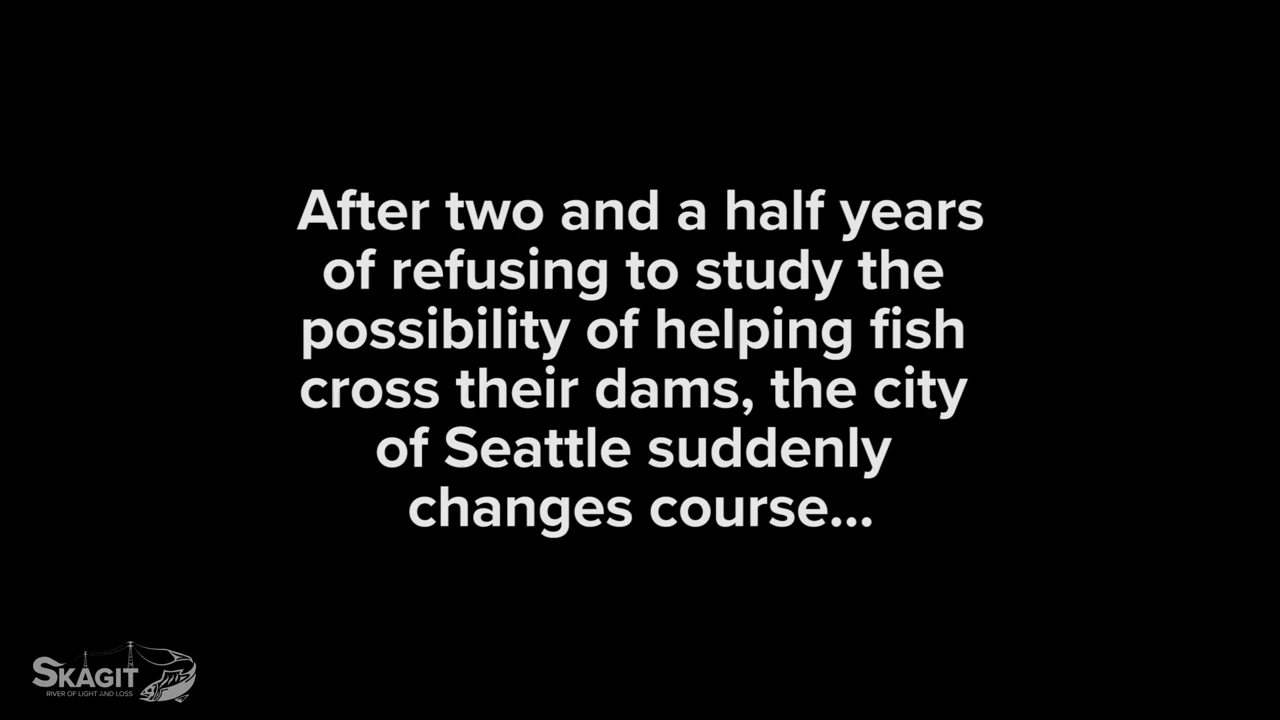 After two and a half years
of refusing to study the
possibility of helping fish
cross their dams, the city
of Seattle suddenly
changes course...
SKAGIT
RIVER OF LIGHT AND LOSS